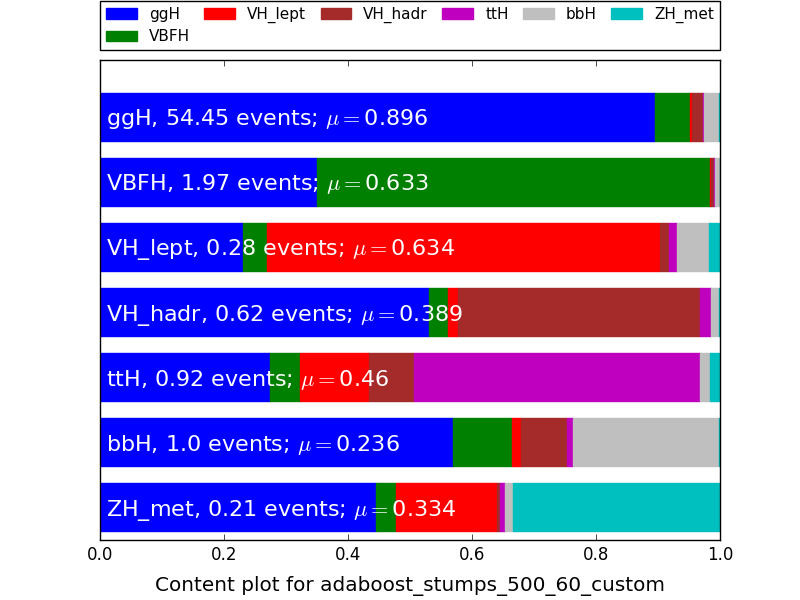 ggH VH_lept VH_hadr ttH bbH ZH_met
VBFH
ggH, 54.45 events; μ = 0.896
VBFH, 1.97 events; μ = 0.633
VH_lept, 0.28 events; μ = 0.634
VH_hadr, 0.62 events; μ = 0.389
ttH, 0.92 events; μ = 0.46
bbH, 1.0 events; μ = 0.236
ZH_met, 0.21 events; μ = 0.334
0.0 0.2 0.4 0.6 0.8 1.0
Content plot for adaboost_stumps_500_60_custom